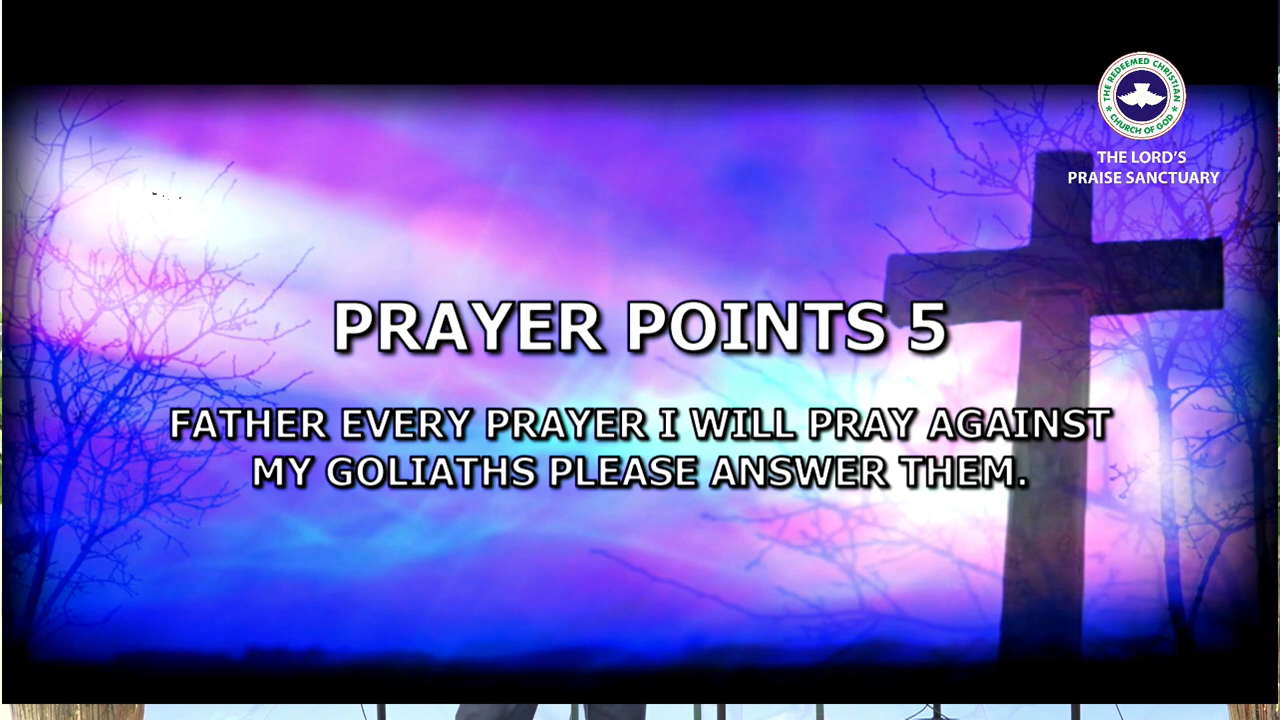 THE REDEEMED CHRISTIAN
CHURCH OF GOD
THE LORD'S
PRAISE SANCTUARY
PRAYER POINTS 5
FATHER EVERY PRAYER I WILL PRAY AGAINST
MY GOLIATHS PLEASE ANSWER THEM.